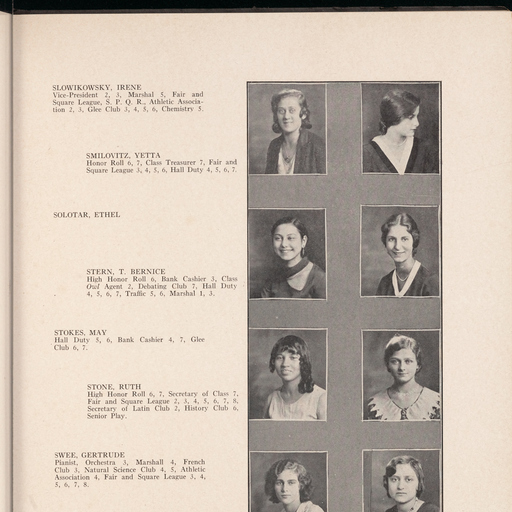 SLOWIKOWSKY, IRENE
Vice-President 2, 3, Marshal 5, Fair and
Square League, S. P. Q. R., Athletic Associa-
tion 2, 3, Glee Club 3, 4, 5, 6, Chemistry 5.
SMILOVITZ, YETTA
Honor Roll 6, 7, Class Treasurer 7, Fair and
Square League 3, 4, 5, 6, Hall Duty 4, 5, 6, 7.
SOLOTAR, ETHEL
STERN, T. BERNICE
High Honor Roll 6, Bank Cashier 3, Class
Owl Agent 2, Debating Club 7, Hall Duty
4, 5, 6, 7, Traffic 5, 6, Marshal 1, 3.
STOKES, MAY
Hall Duty 5, 6, Bank Cashier 4, 7, Glee
Club 6, 7.
STONE, RUTH
High Honor Roll 6, 7, Secretary of Class 7,
Fair and Square League 2, 3, 4, 5, 6, 7, 8,
Secretary of Latin Club 2, History Club 6,
Senior Play.
SWEE, GERTRUDE
Pianist, Orchestra 3, Marshall 4, French
Club 3, Natural Science Club 4, 5, Athletic
Association 4, Fair and Square League 3, 4,
5, 6, 7, 8.